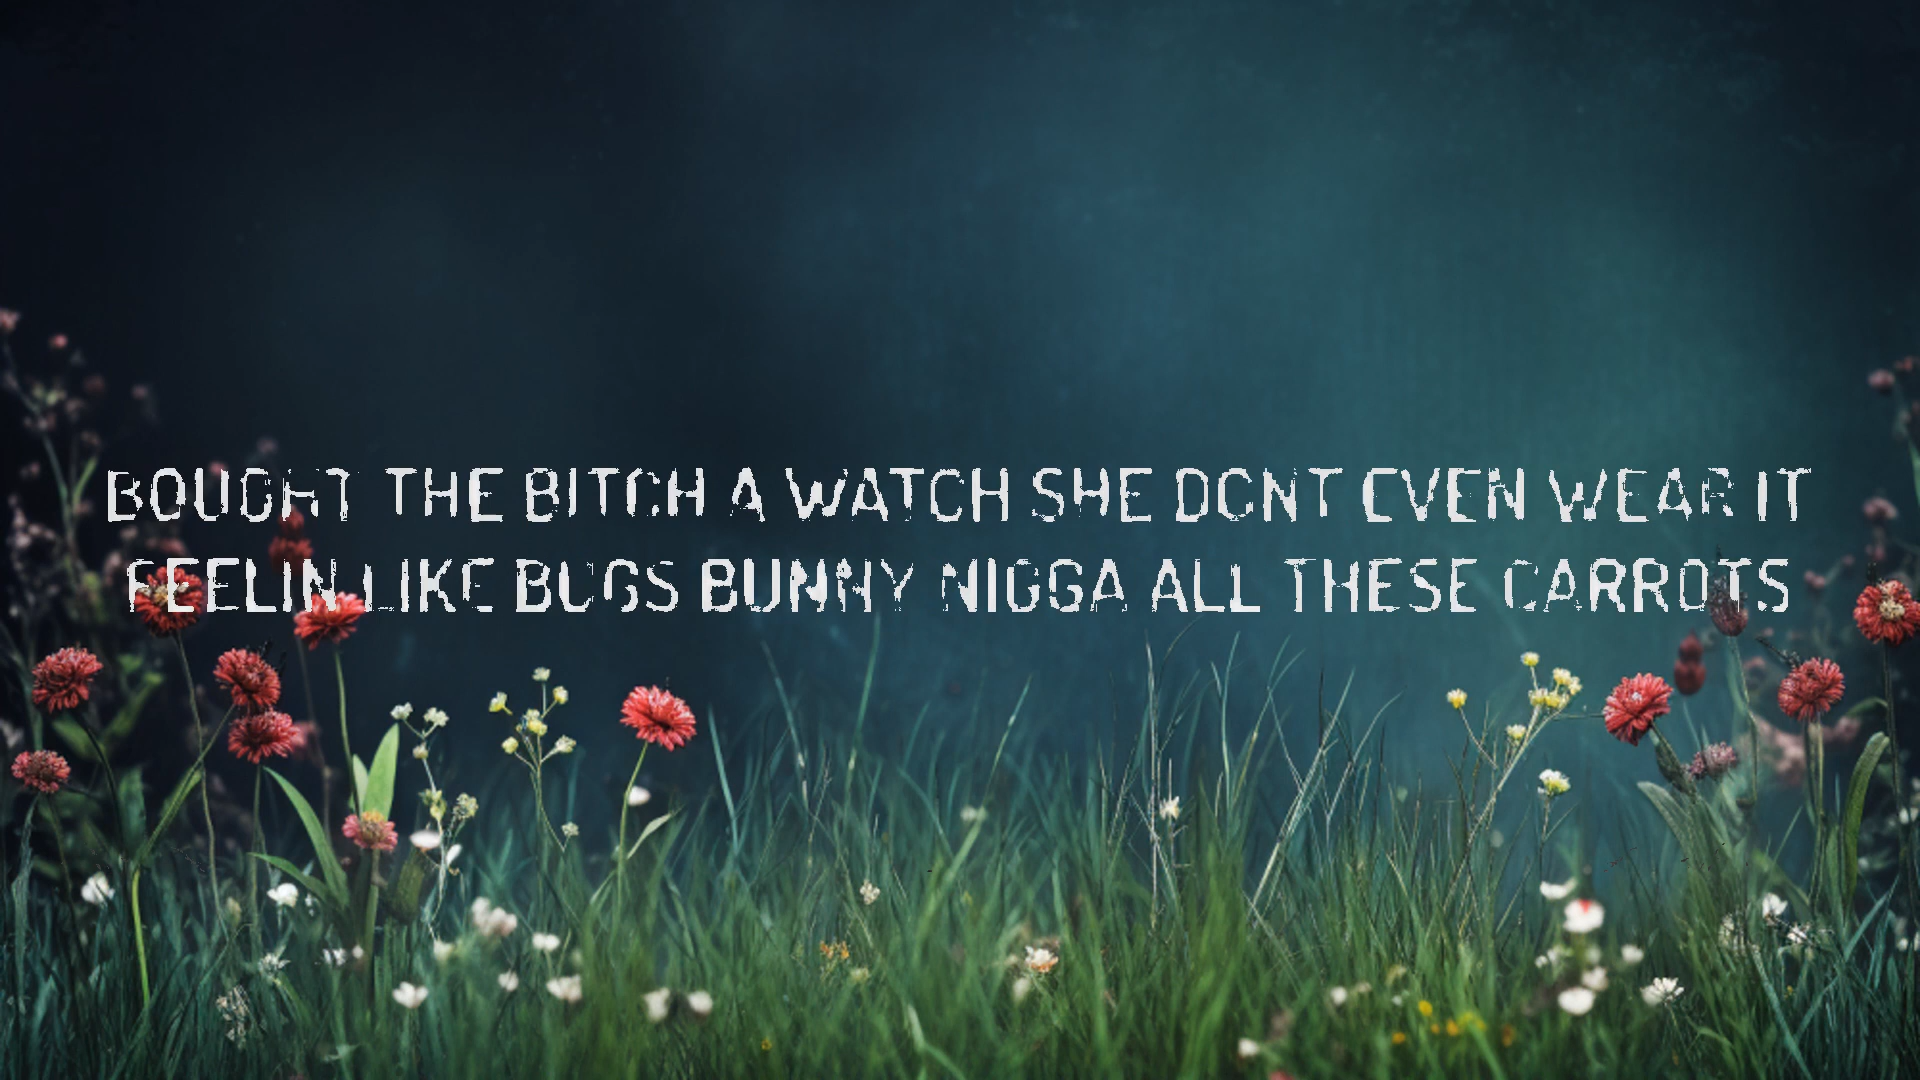 BOUGHT THE BITCH A WATCH SHE DONT EVEN WEAR IT
FEELIN LIKE BUGS BUNNY NIGGA ALL THESE CARROTS